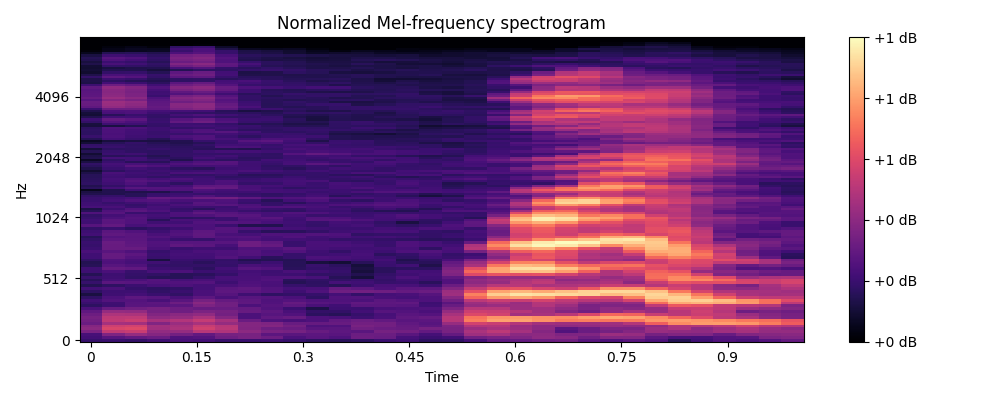 Normalized Mel-frequency spectrogram
Hz
4096
2048
1024
512
0
0 0.15 0.3 0.45 0.6 0.75 0.9
Time
+1 dB
+1 dB
+1 dB
+0 dB
+0 dB
+0 dB